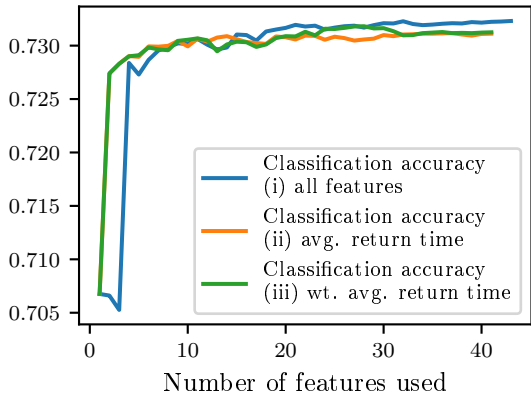 0.730
0.725
0.720
0.715
0.710
0.705
Classification accuracy
(i) all features
Classification accuracy
(ii) avg. return time
Classification accuracy
(iii) wt. avg. return time
0 10 20 30 40
Number of features used